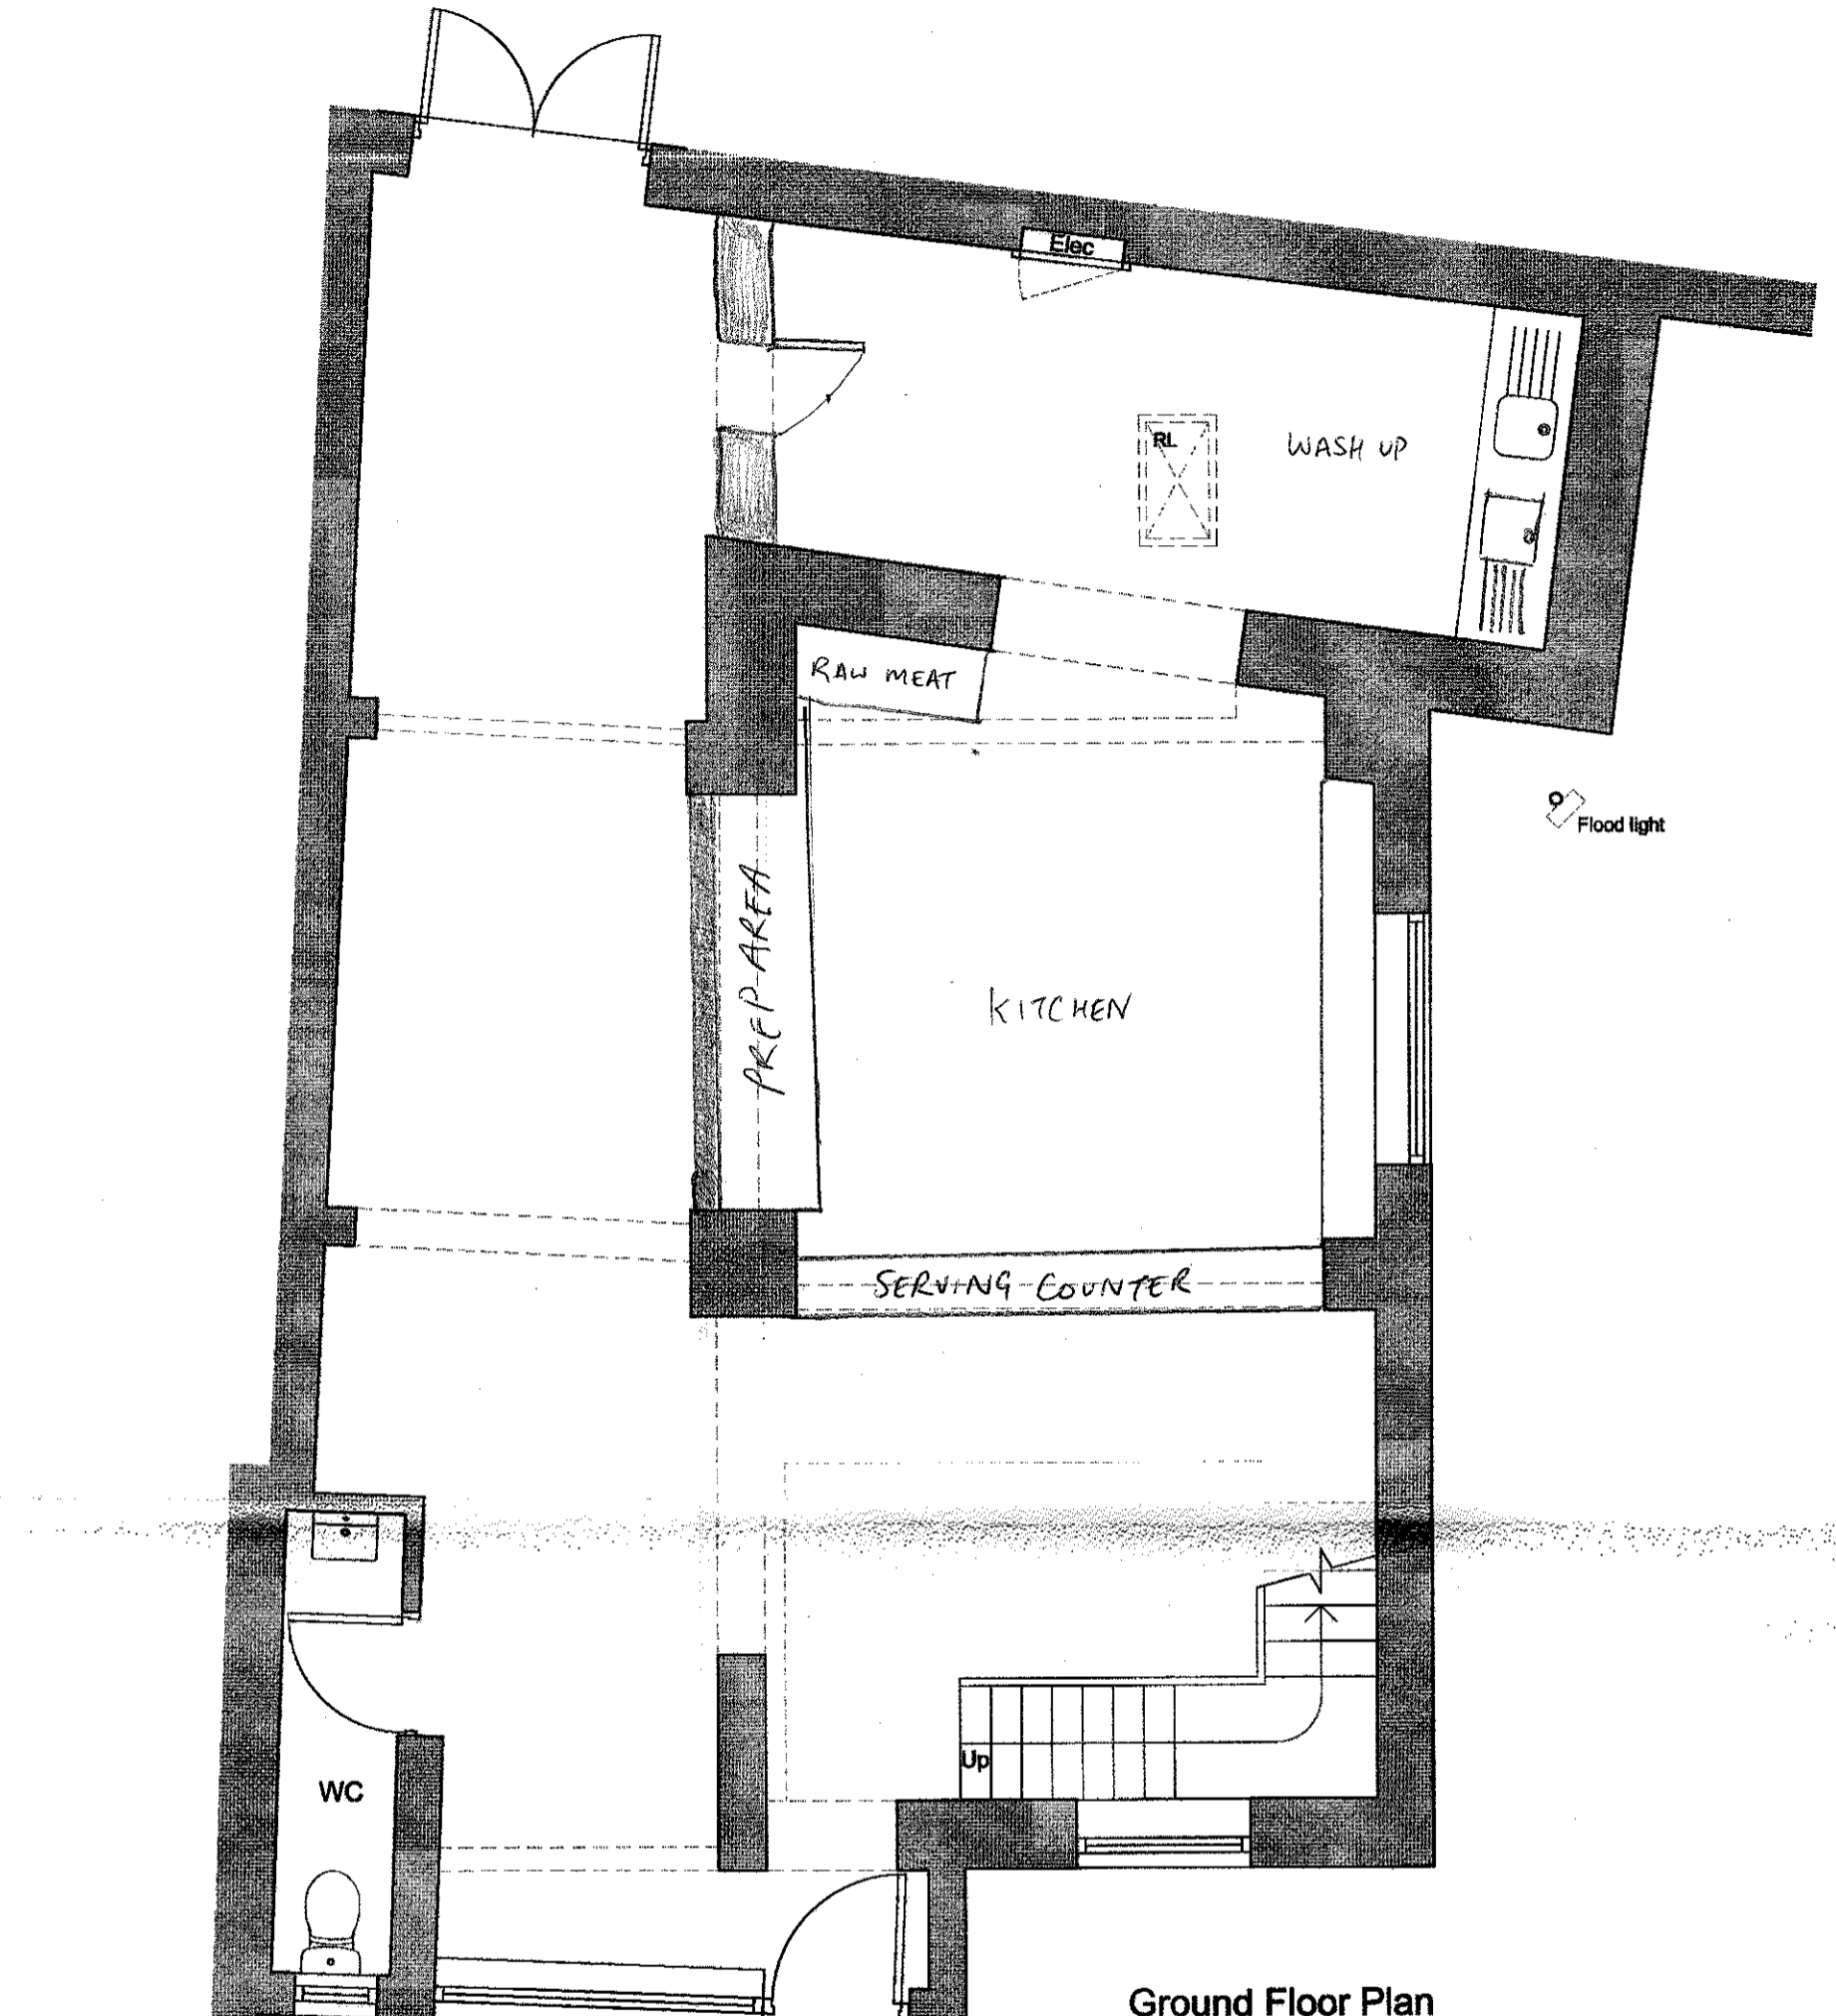 Elec
RL
WASH UP
RAW MEAT
Flood light
PREP AREA
KITCHEN
SERVING COUNTER
Up
WC
Ground Floor Plan